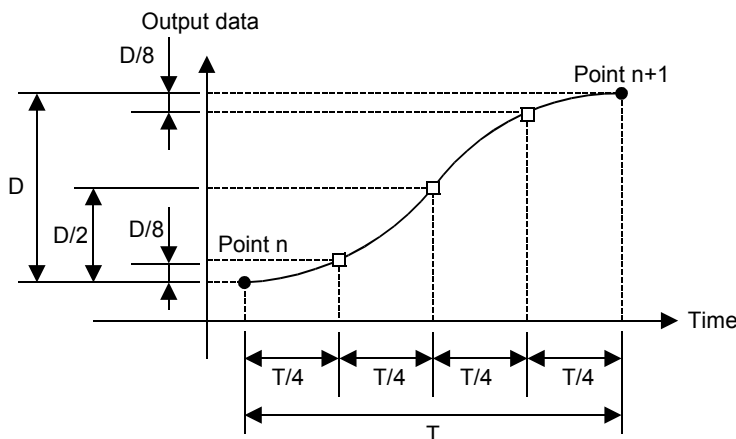 Output data
D/8
Point n+1
D
D/2
D/8
Point n
Time
T/4
T/4
T/4
T/4
T